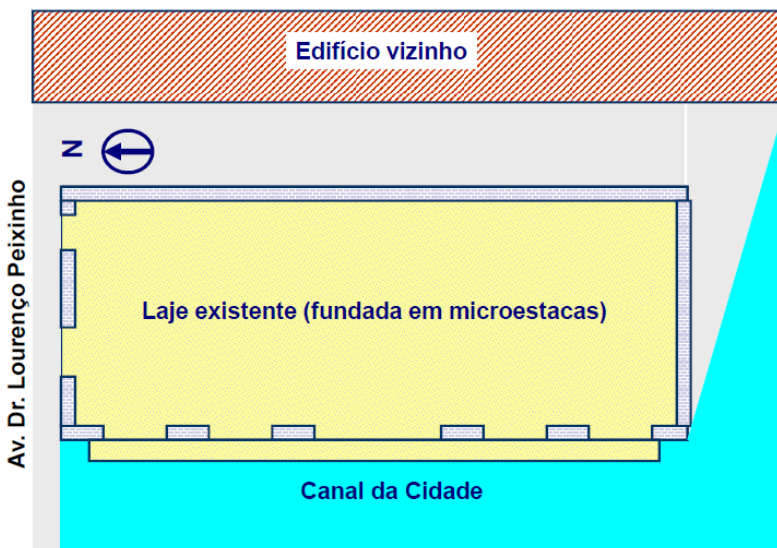 Edifício vizinho
N
Av. Dr. Lourenço Peixinho
Laje existente (fundada em microestacas)
Canal da Cidade